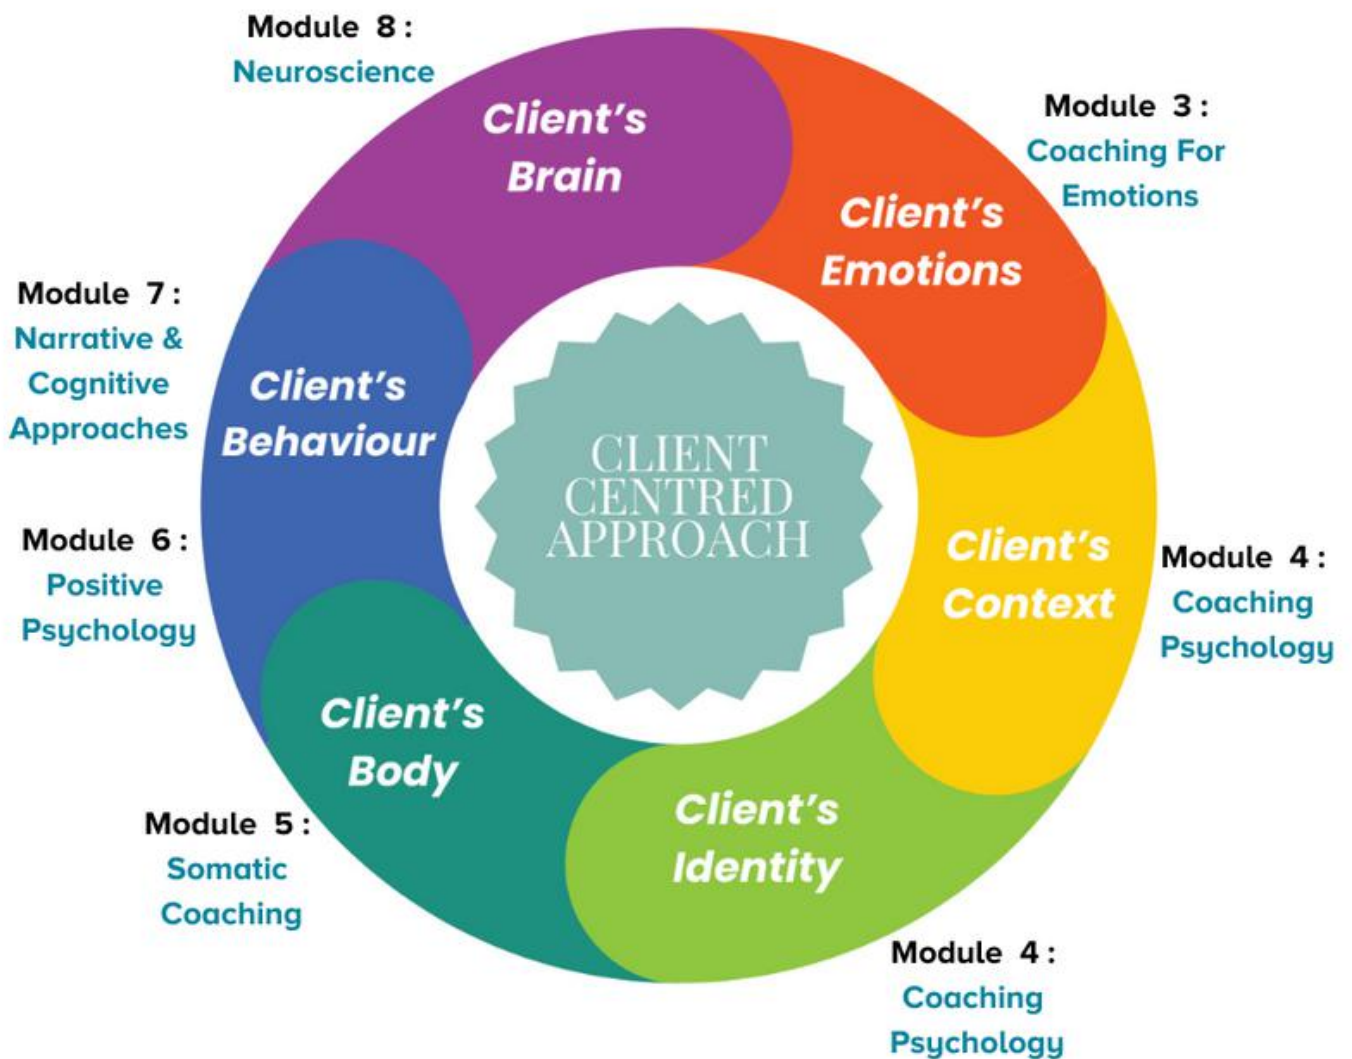 Module 8:
Neuroscience
Client's
Brain
Module 3:
Coaching For
Emotions
Client's
Emotions
Client's
Context
Module 4:
Coaching
Psychology
Client's
Identity
Module 4:
Coaching
Psychology
Client's
Body
Module 5:
Somatic
Coaching
Module 6:
Positive
Psychology
Client's
Behaviour
Module 7:
Narrative &
Cognitive
Approaches
CLIENT
CENTRED
APPROACH